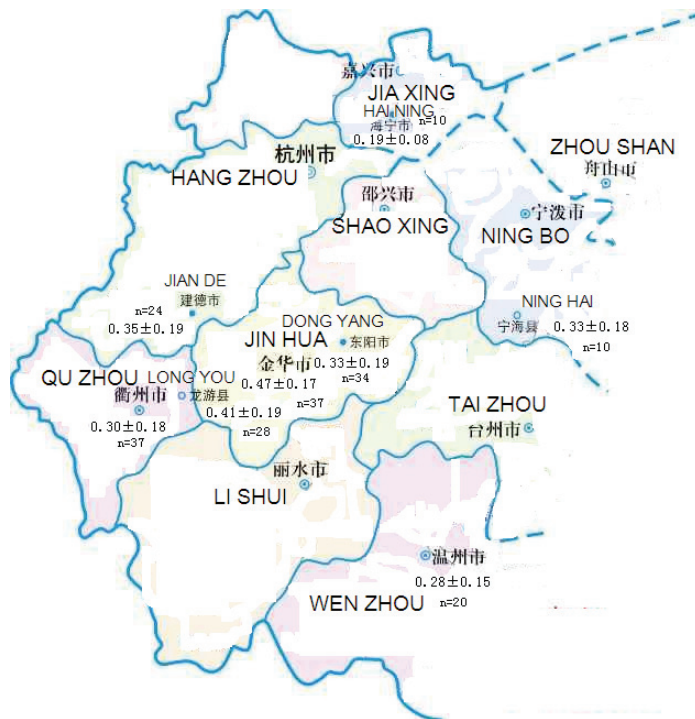 嘉兴市
JIA XING
HAI NING
n=10
海宁市
0.19±0.08
杭州市
HANG ZHOU
ZHOU SHAN
舟山市
邵兴市
SHAO XING
宁泼市
NING BO
JIAN DE
n=24
建德市
0.35±0.19
NING HAI
宁海县
0.33±0.18
n=10
DONG YANG
JIN HUA
东阳市
金华市
0.33±0.19
0.47±0.17
n=34
n=37
QU ZHOU
LONG YOU
衢州市
龙游县
0.41±0.19
0.30±0.18
n=28
n=37
TAI ZHOU
台州市
丽水市
LI SHUI
温州市
0.28±0.15
WEN ZHOU
n=20